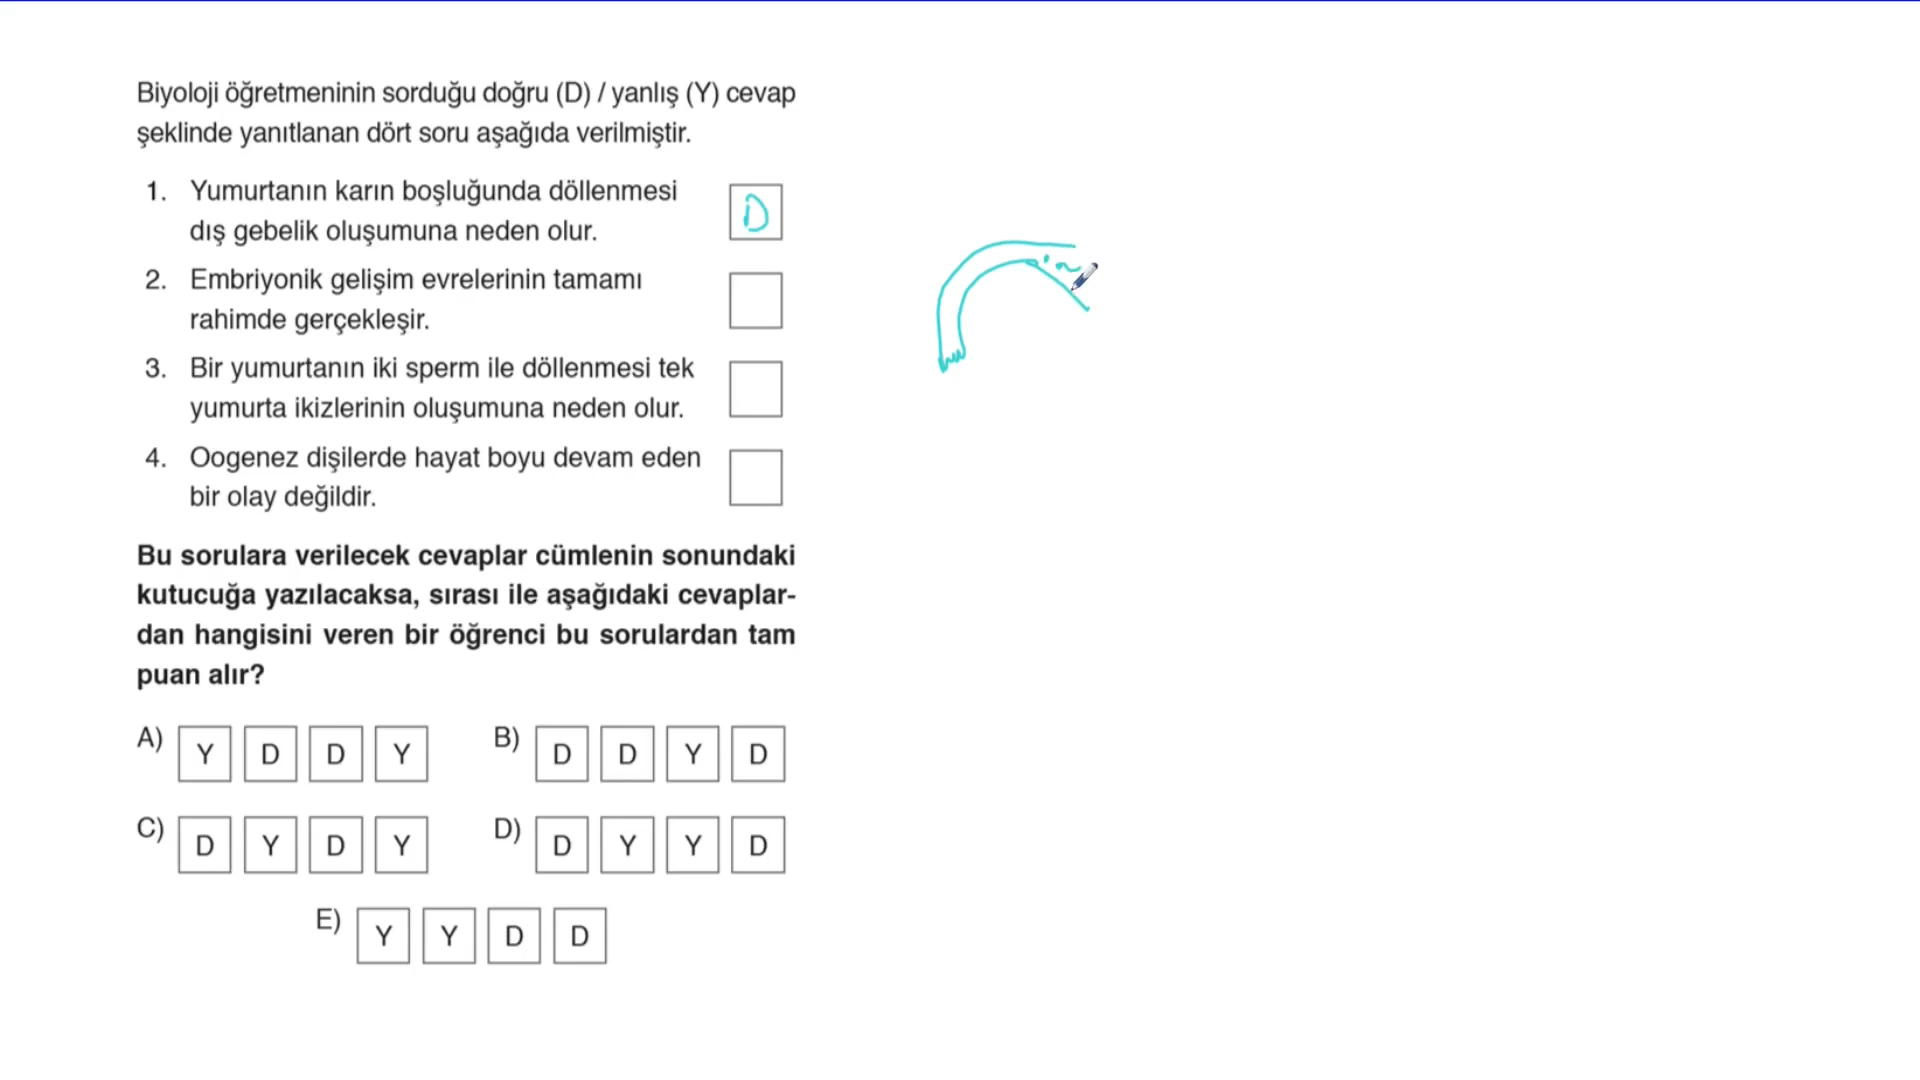 Biyoloji öğretmeninin sorduğu doğru (D) / yanlış (Y) cevap
şeklinde yanıtlanan dört soru aşağıda verilmiştir.
1. Yumurtanın karın boşluğunda döllenmesi
dış gebelik oluşumuna neden olur.
D
2. Embriyonik gelişim evrelerinin tamamı
rahimde gerçekleşir.
3. Bir yumurtanın iki sperm ile döllenmesi tek
yumurta ikizlerinin oluşumuna neden olur.
4. Oogenez dişilerde hayat boyu devam eden
bir olay değildir.
Bu sorulara verilecek cevaplar cümlenin sonundaki
kutucuğa yazılacaksa, sırası ile aşağıdaki cevaplar-
dan hangisini veren bir öğrenci bu sorulardan tam
puan alır?
A) Y D D Y
B) D D Y D
C) D Y D Y
D) D Y Y D
E) Y Y D D